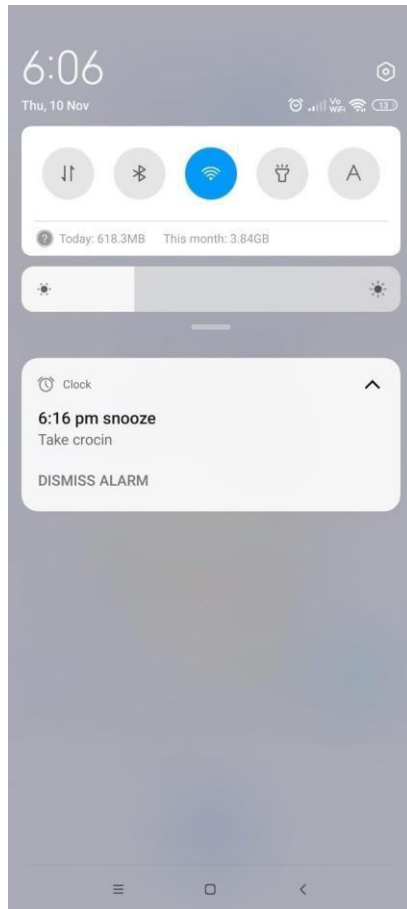 6:06
Thu, 10 Nov Vo WiFi 13
A
? Today: 618.3MB This month: 3.84GB
Clock
6:16 pm snooze
Take crocin
DISMISS ALARM